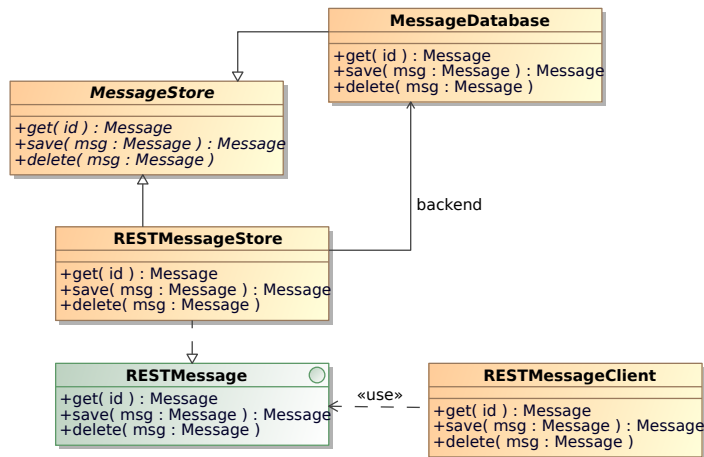 MessageDatabase
+get( id ) : Message
+save( msg : Message ) : Message
+delete( msg : Message )
MessageStore
+get( id ) : Message
+save( msg : Message ) : Message
+delete( msg : Message )
backend
RESTMessageStore
+get( id ) : Message
+save( msg : Message ) : Message
+delete( msg : Message )
RESTMessage
+get( id ) : Message
+save( msg : Message ) : Message
+delete( msg : Message )
«use»
RESTMessageClient
+get( id ) : Message
+save( msg : Message ) : Message
+delete( msg : Message )